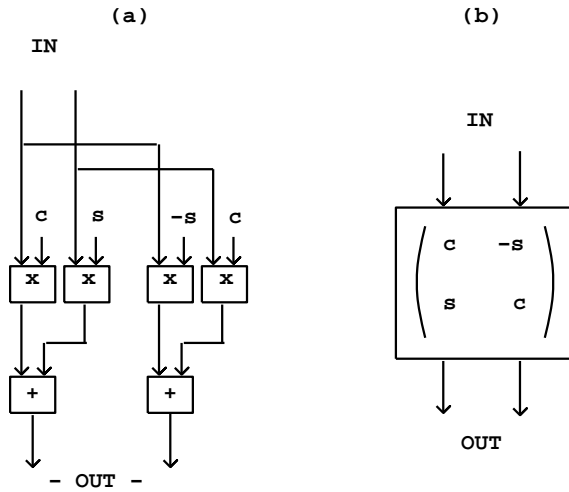 (a)
IN
c s -s c
x x x x
+ +
- OUT -
(b)
IN
c -s
s c
OUT